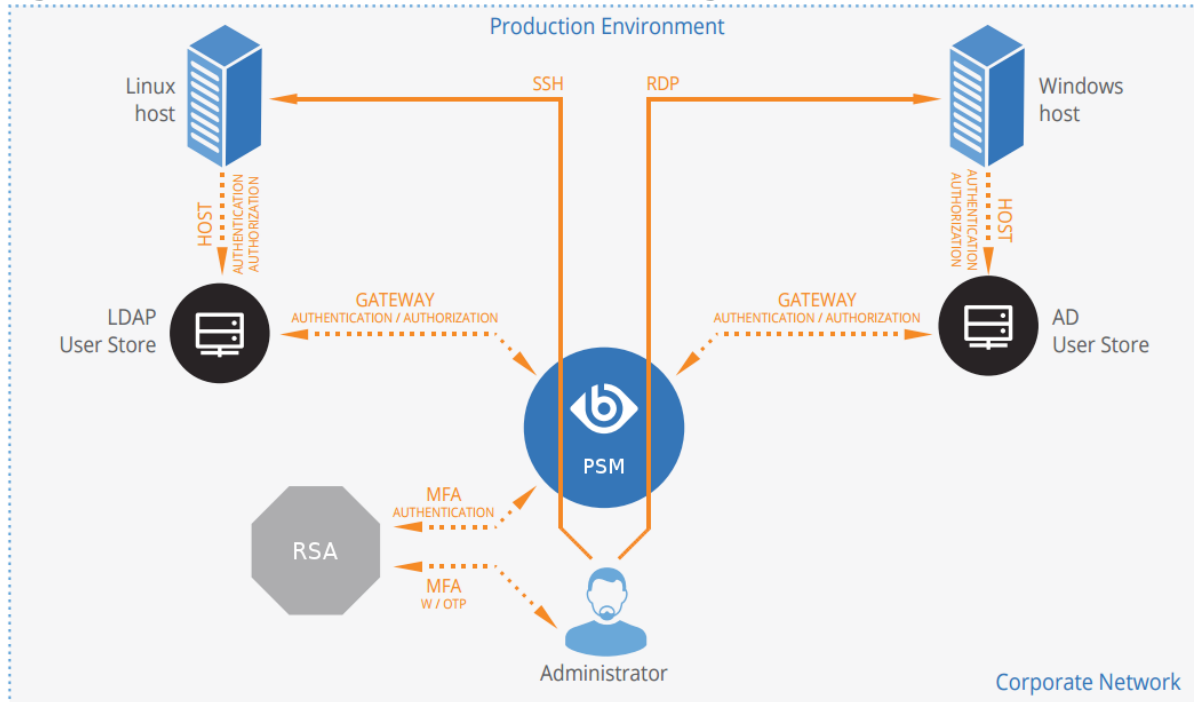 Production Environment
Linux
host
SSH
RDP
Windows
host
HOST
AUTHENTICATION
AUTHORIZATION
HOST
AUTHENTICATION
AUTHORIZATION
LDAP
User Store
GATEWAY
AUTHENTICATION / AUTHORIZATION
GATEWAY
AUTHENTICATION / AUTHORIZATION
AD
User Store
b
PSM
MFA
AUTHENTICATION
RSA
MFA
W / OTP
Administrator
Corporate Network